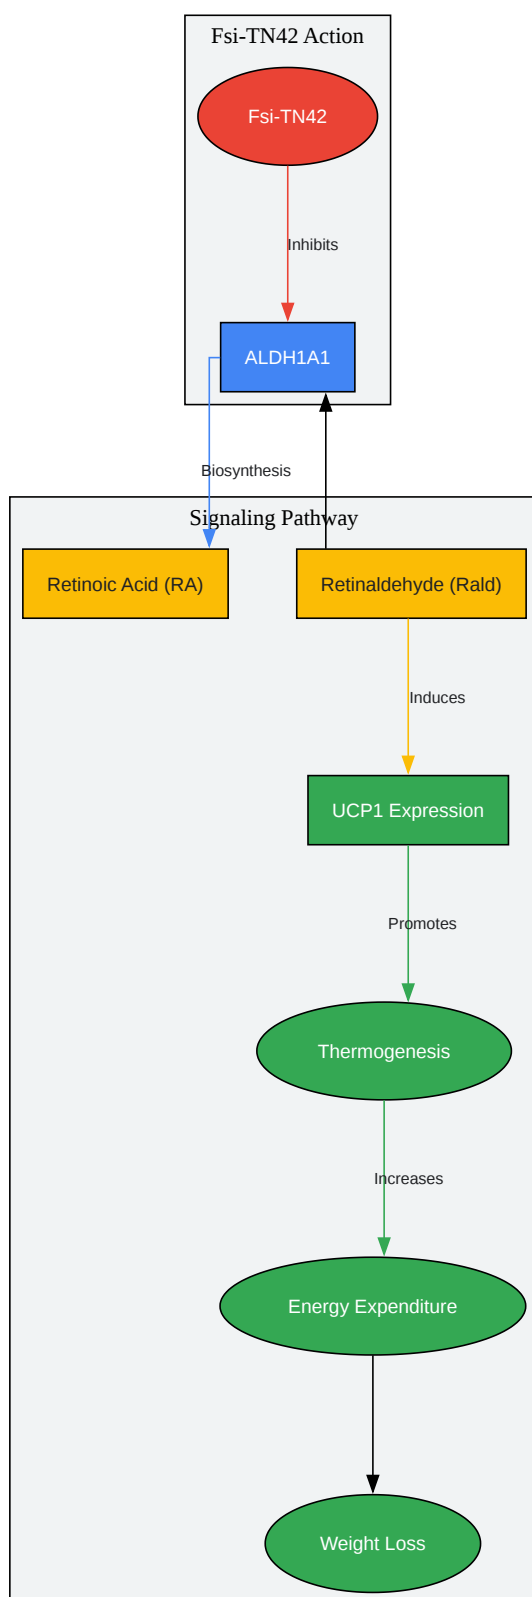 Fsi-TN42 Action
Fsi-TN42
Inhibits
ALDH1A1
Biosynthesis
Signaling Pathway
Retinoic Acid (RA)
Retinaldehyde (Rald)
Induces
UCP1 Expression
Promotes
Thermogenesis
Increases
Energy Expenditure
Weight Loss